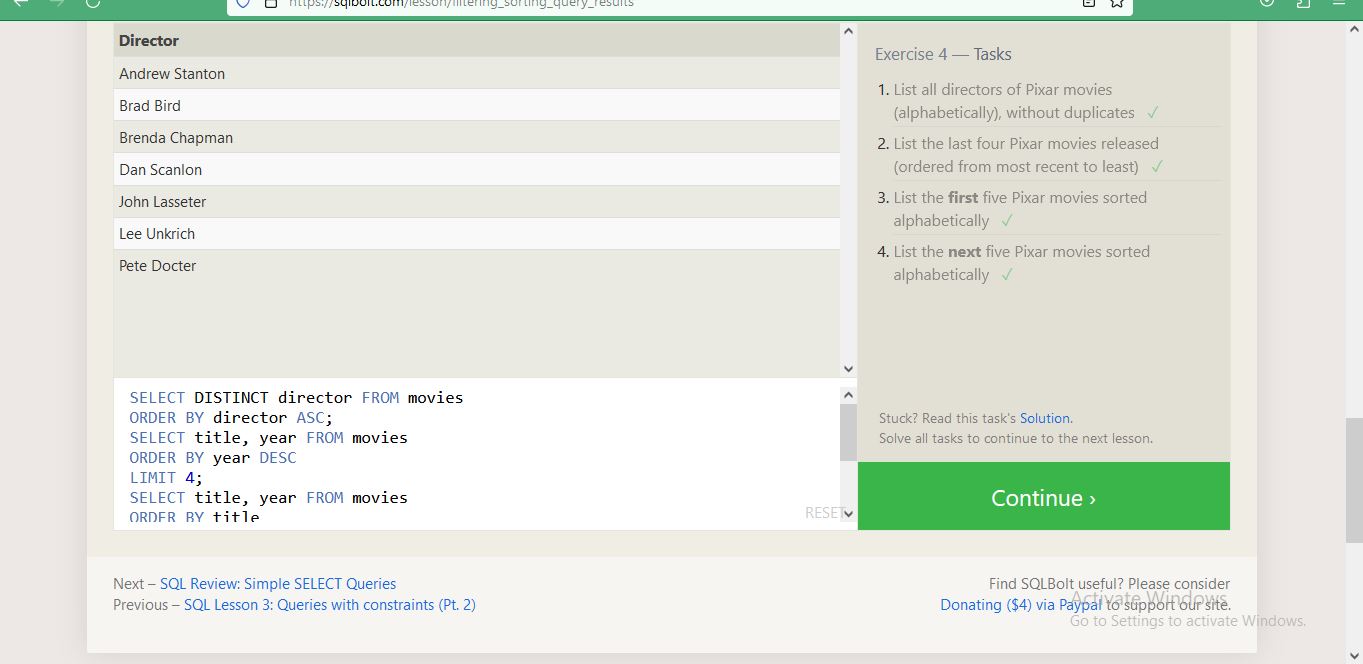 https://sqlbolt.com/lesson/filtering_sorting_query_results
Director
Andrew Stanton
Brad Bird
Brenda Chapman
Dan Scanlon
John Lasseter
Lee Unkrich
Pete Docter
SELECT DISTINCT director FROM movies
ORDER BY director ASC;
SELECT title, year FROM movies
ORDER BY year DESC
LIMIT 4;
SELECT title, year FROM movies
ORDER BY title
RESET
Exercise 4 — Tasks
1. List all directors of Pixar movies
(alphabetically), without duplicates ✓
2. List the last four Pixar movies released
(ordered from most recent to least) ✓
3. List the first five Pixar movies sorted
alphabetically ✓
4. List the next five Pixar movies sorted
alphabetically ✓
Stuck? Read this task's Solution.
Solve all tasks to continue to the next lesson.
Continue ›
Next – SQL Review: Simple SELECT Queries
Previous – SQL Lesson 3: Queries with constraints (Pt. 2)
Find SQLBolt useful? Please consider
Donating ($4) via Paypal to support our site.
Activate Windows
Go to Settings to activate Windows.